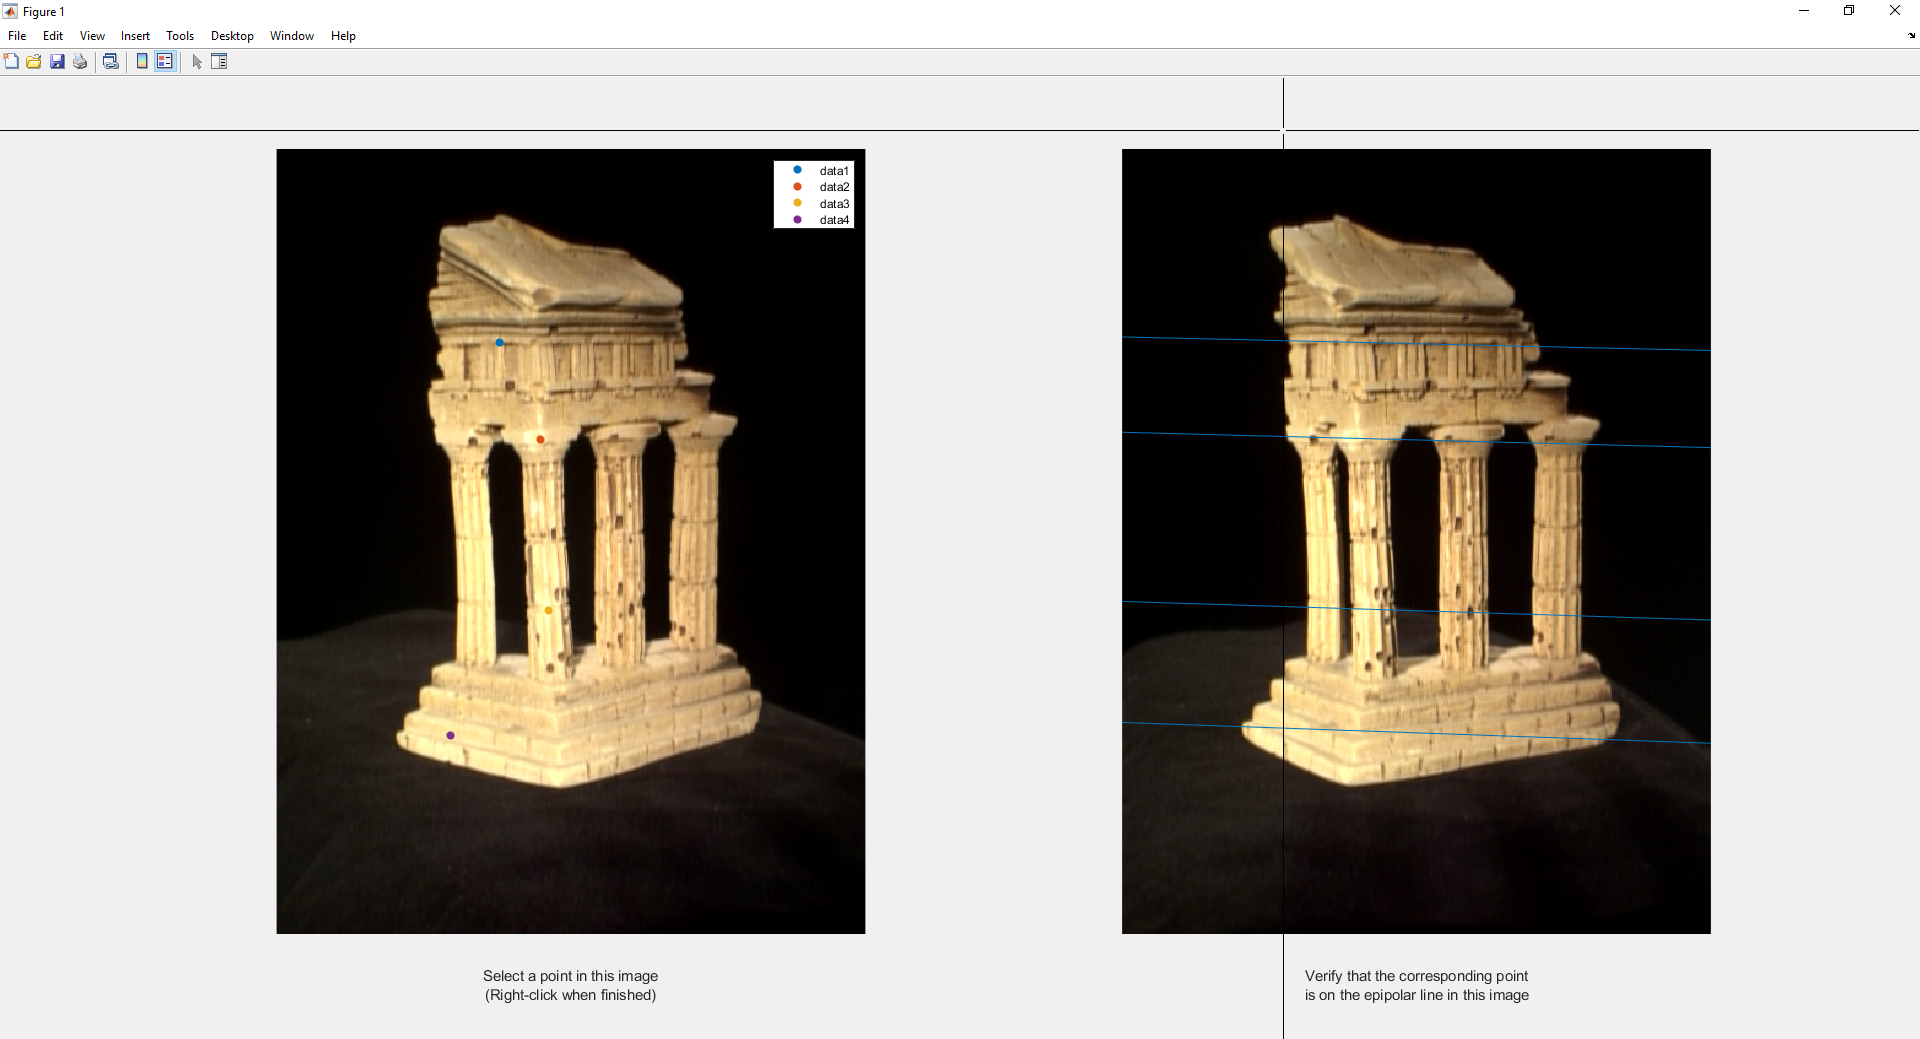 Figure 1
File Edit View Insert Tools Desktop Window Help
data1
data2
data3
data4
Select a point in this image
(Right-click when finished)
Verify that the corresponding point
is on the epipolar line in this image